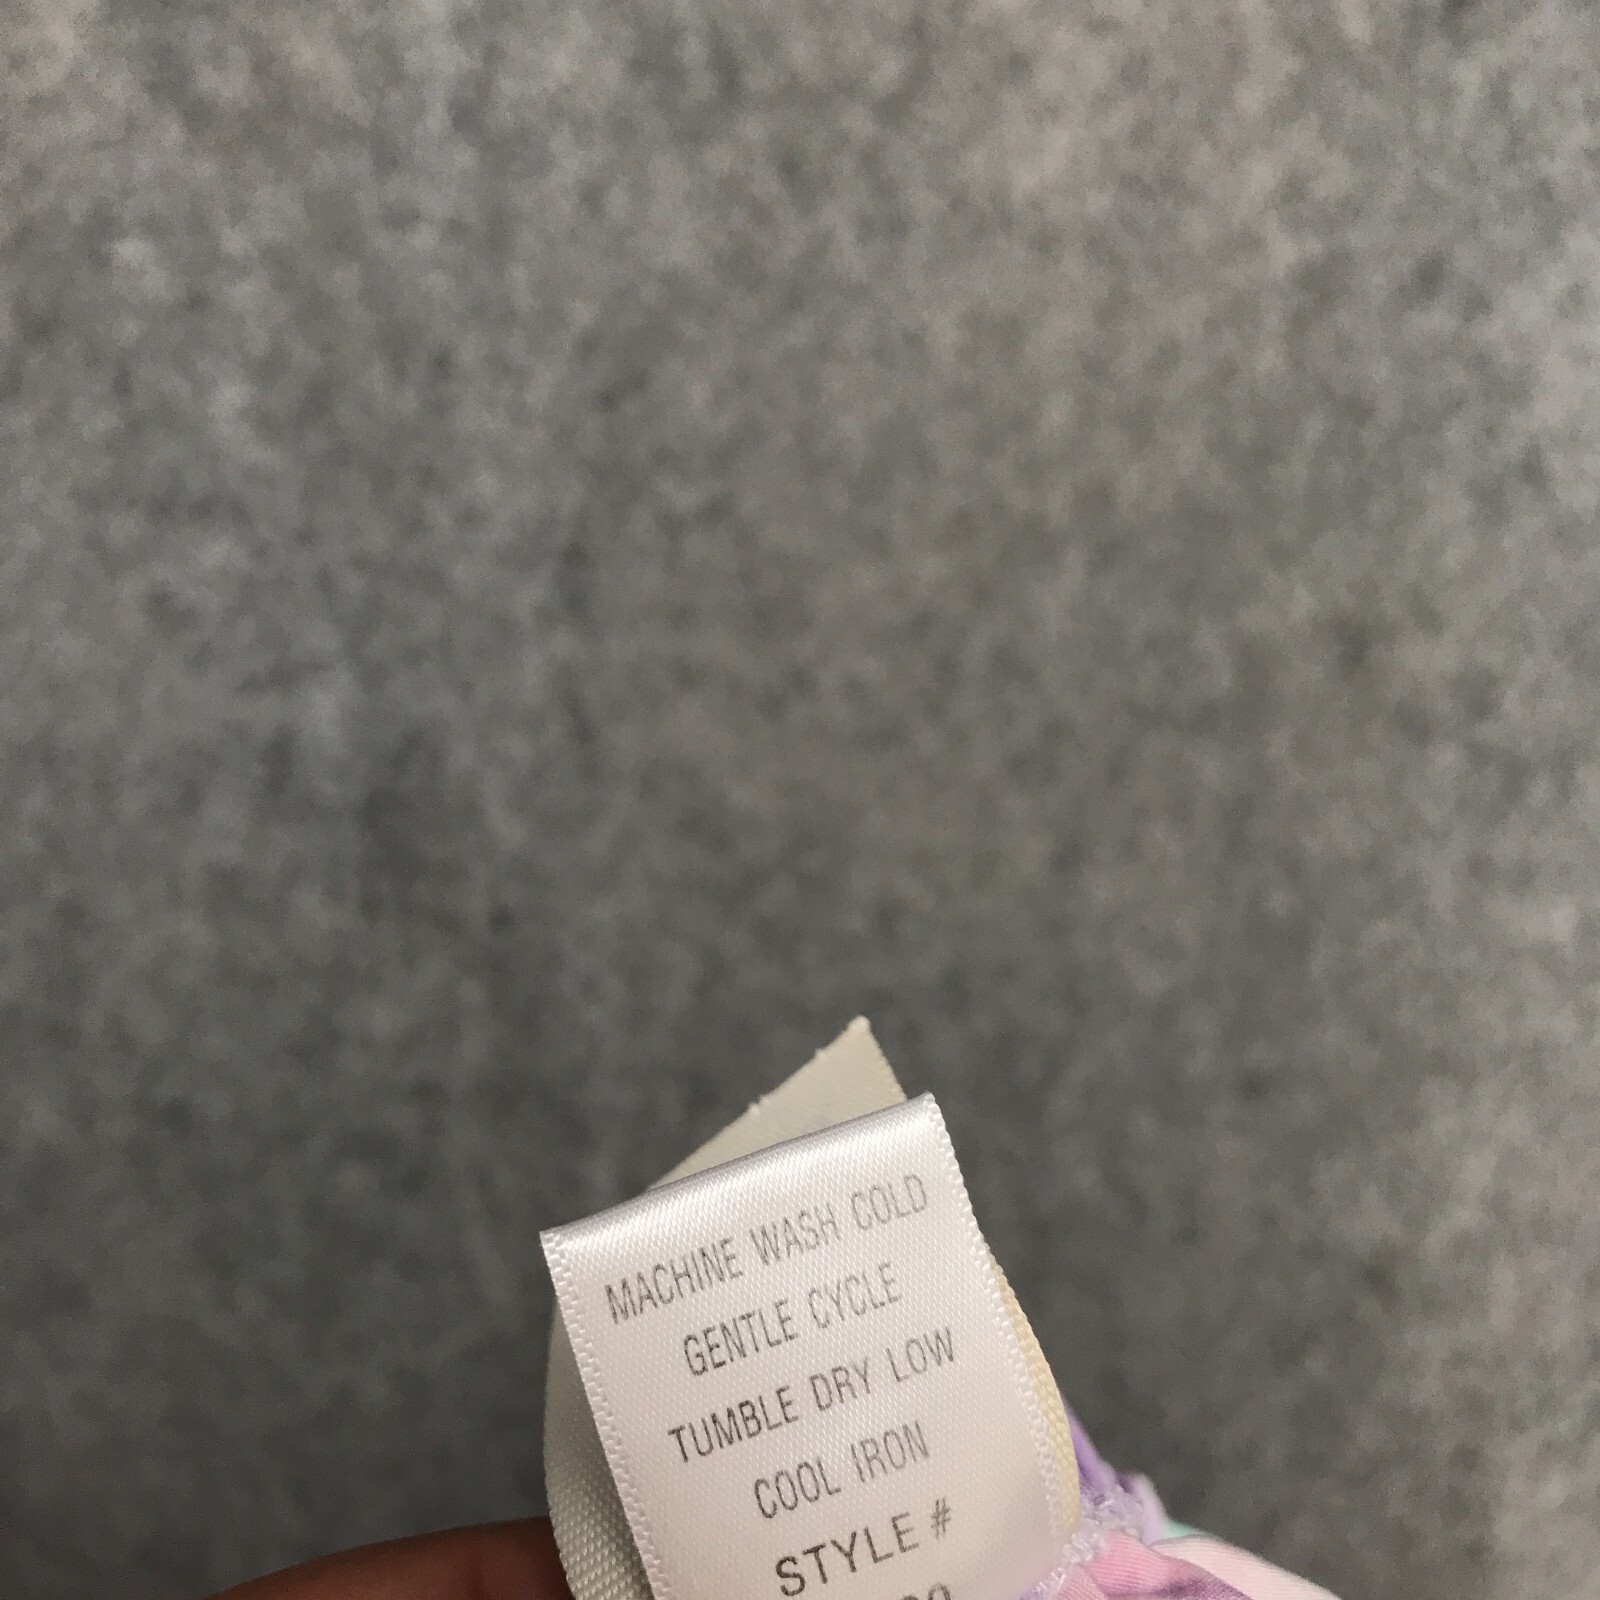 MACHINE WASH COLD
GENTLE CYCLE
TUMBLE DRY LOW
COOL IRON
STYLE #